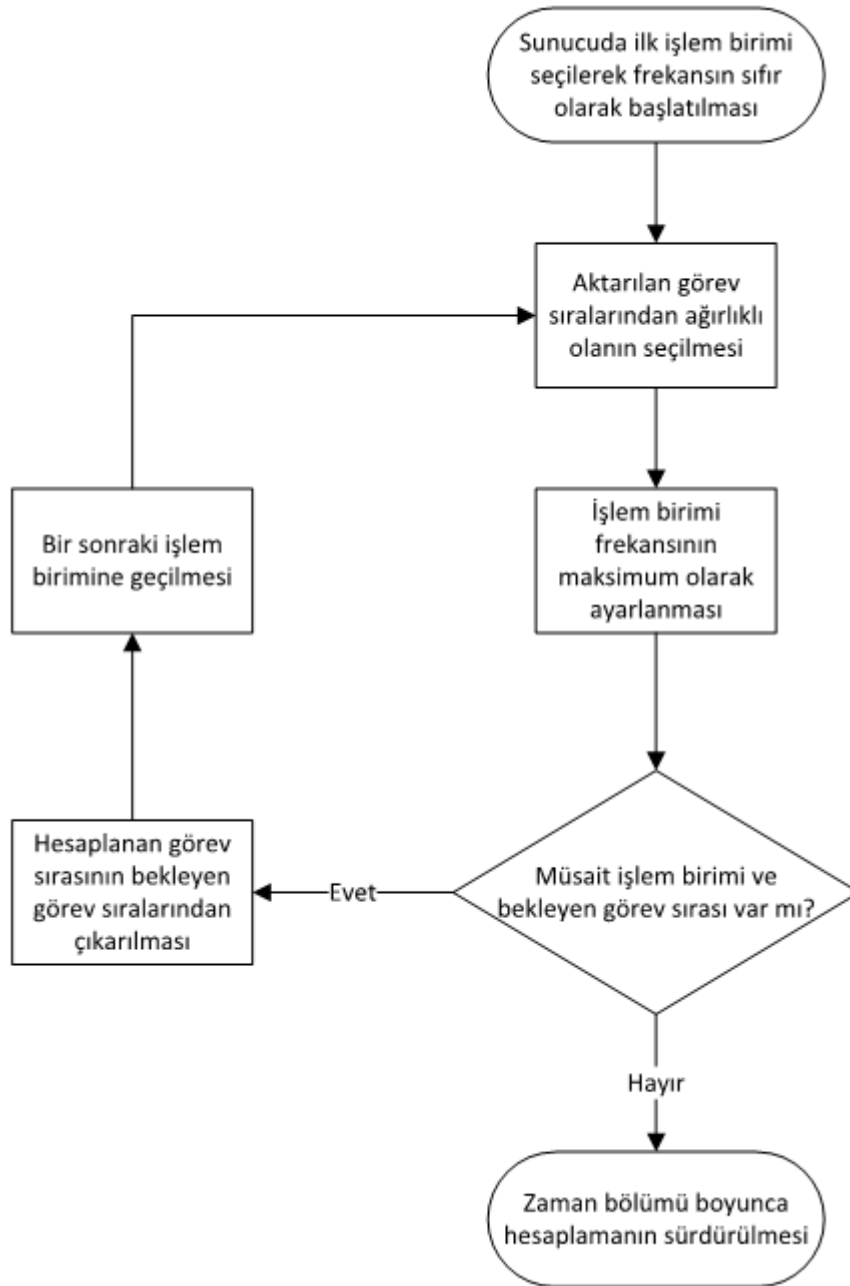 Sunucuda ilk işlem birimi
seçilerek frekansın sıfır
olarak başlatılması
Aktarılan görev
sıralarından ağırlıklı
olanın seçilmesi
İşlem birimi
frekansının
maksimum olarak
ayarlanması
Bir sonraki işlem
birimine geçilmesi
Müsait işlem birimi ve
bekleyen görev sırası var mı?
Evet
Hesaplanan görev
sırasının bekleyen
görev sıralarından
çıkarılması
Hayır
Zaman bölümü boyunca
hesaplamanın sürdürülmesi